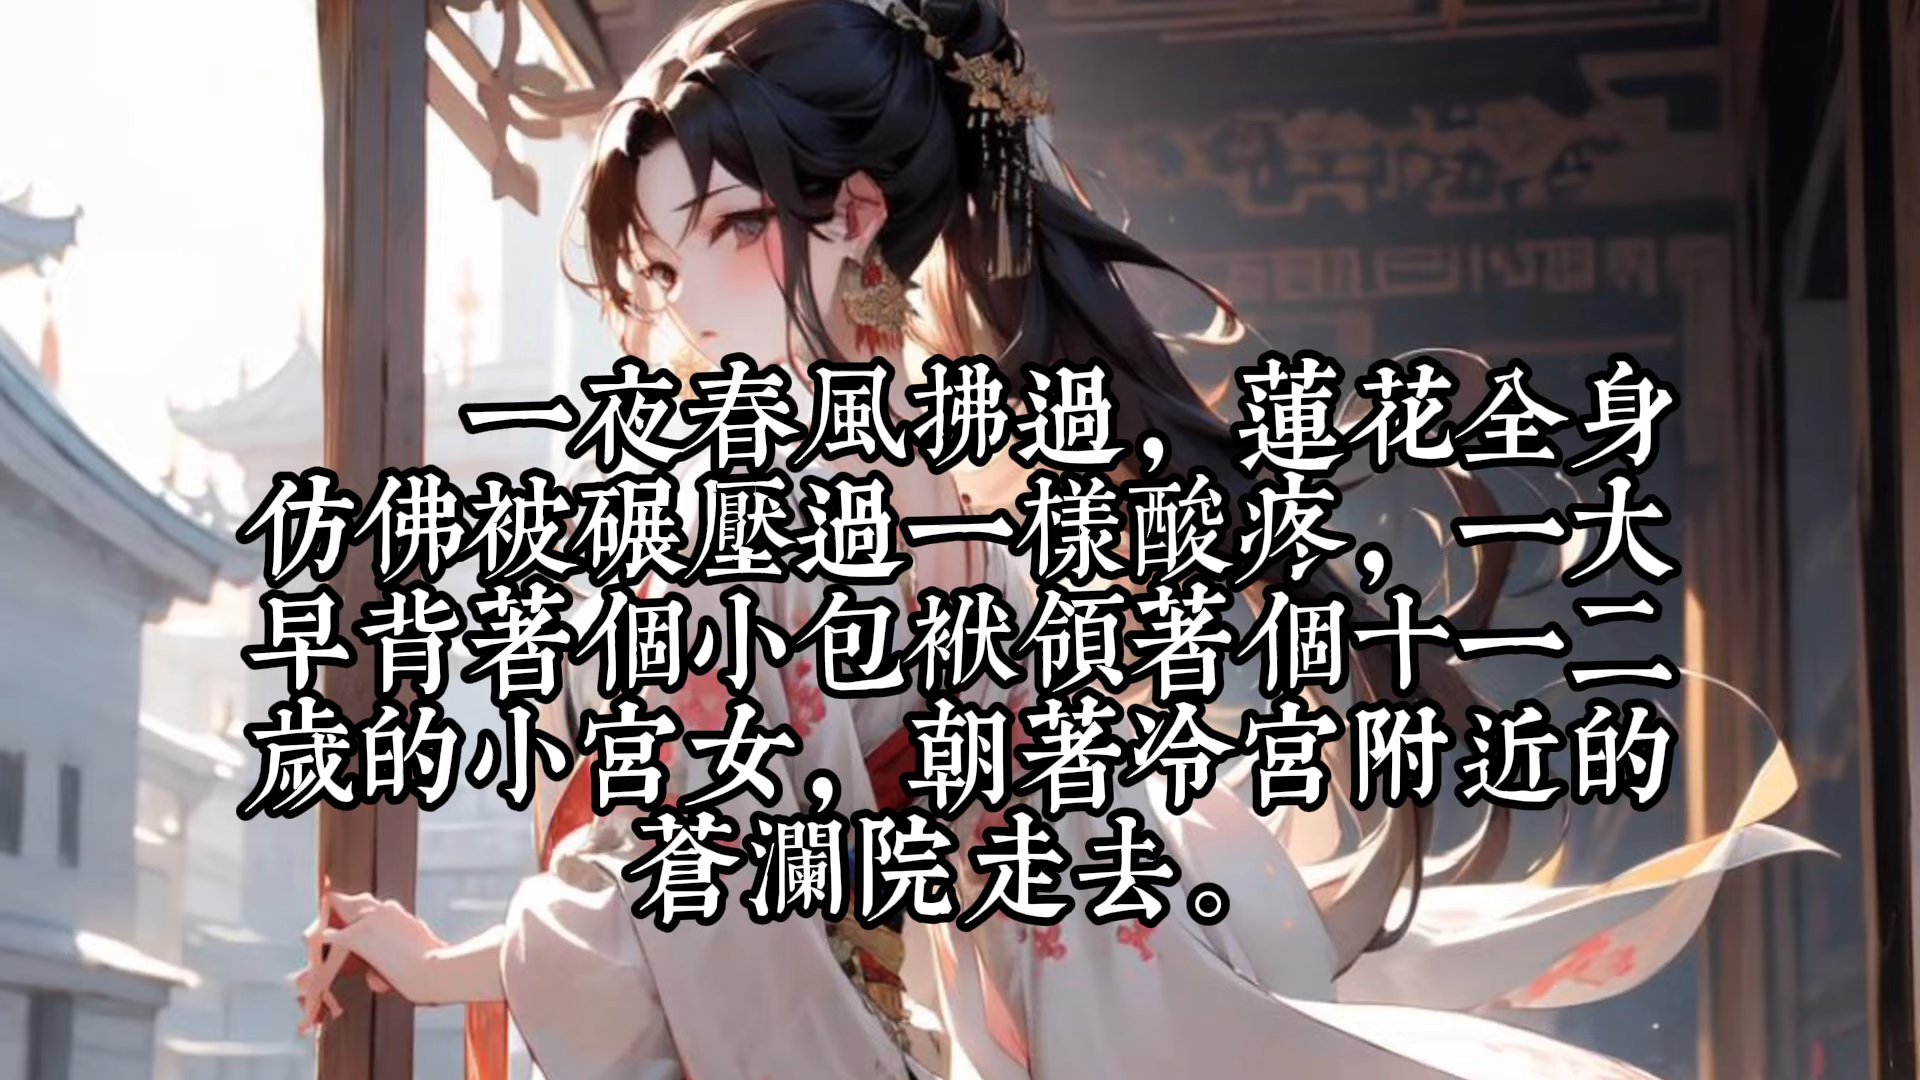 一夜春風拂過，蓮花全身
仿佛被碾壓過一樣酸疼，一大
早背著個小包袱領著個十一二
歲的小宮女，朝著冷宮附近的
蒼瀾院走去。